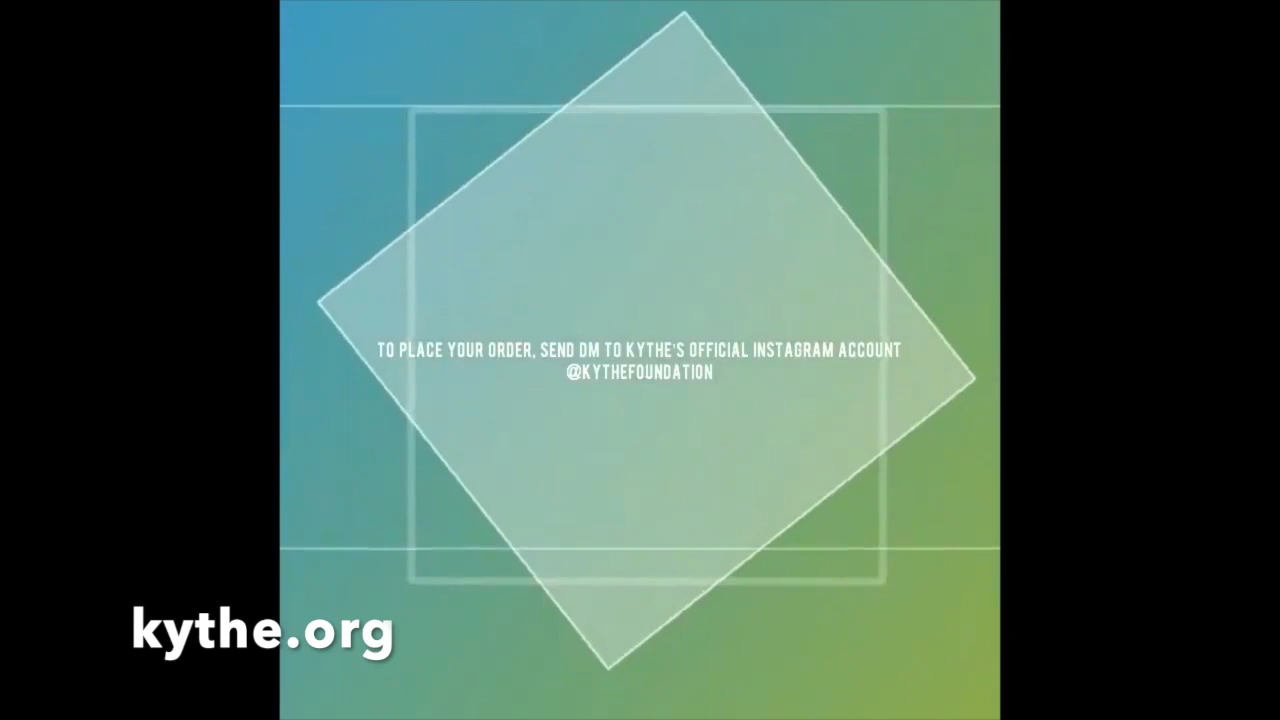 TO PLACE YOUR ORDER, SEND DM TO KYTHE'S OFFICIAL INSTAGRAM ACCOUNT
@KYTHEFOUNDATION
kythe.org